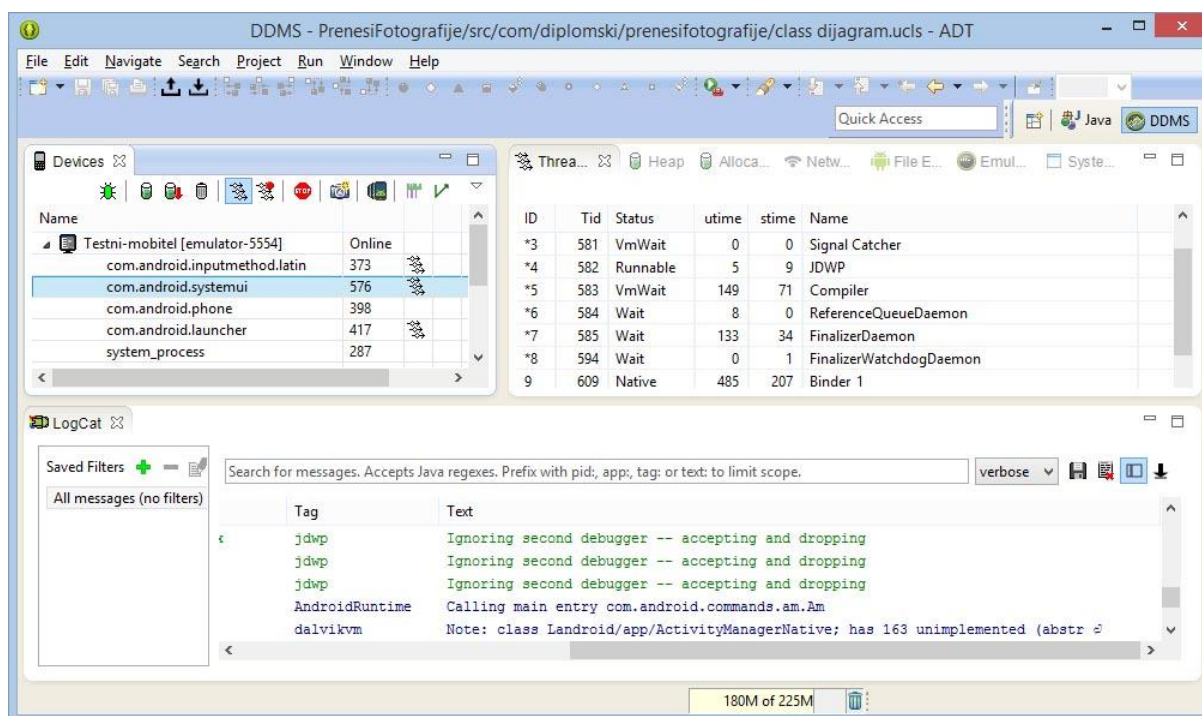 DDMS - PrenesiFotografije/src/com/diplomski/prenesifotografije/class dijagram.ucls - ADT
File Edit Navigate Search Project Run Window Help
Quick Access Java DDMS
Devices
Name
Testni-mobitel [emulator-5554] Online
com.android.inputmethod.latin 373
com.android.systemui 576
com.android.phone 398
com.android.launcher 417
system_process 287
Threa... Heap Alloca... Netw... File E... Emul... Syste...
ID Tid Status utime stime Name
*3 581 VmWait 0 0 Signal Catcher
*4 582 Runnable 5 9 JDWP
*5 583 VmWait 149 71 Compiler
*6 584 Wait 8 0 ReferenceQueueDaemon
*7 585 Wait 133 34 FinalizerDaemon
*8 594 Wait 0 1 FinalizerWatchdogDaemon
9 609 Native 485 207 Binder 1
LogCat
Saved Filters
All messages (no filters)
Search for messages. Accepts Java regexes. Prefix with pid:, app:, tag: or text: to limit scope. verbose
Tag Text
jdwp Ignoring second debugger -- accepting and dropping
jdwp Ignoring second debugger -- accepting and dropping
jdwp Ignoring second debugger -- accepting and dropping
AndroidRuntime Calling main entry com.android.commands.am.Am
dalvikvm Note: class Landroid/app/ActivityManagerNative; has 163 unimplemented (abstr
180M of 225M